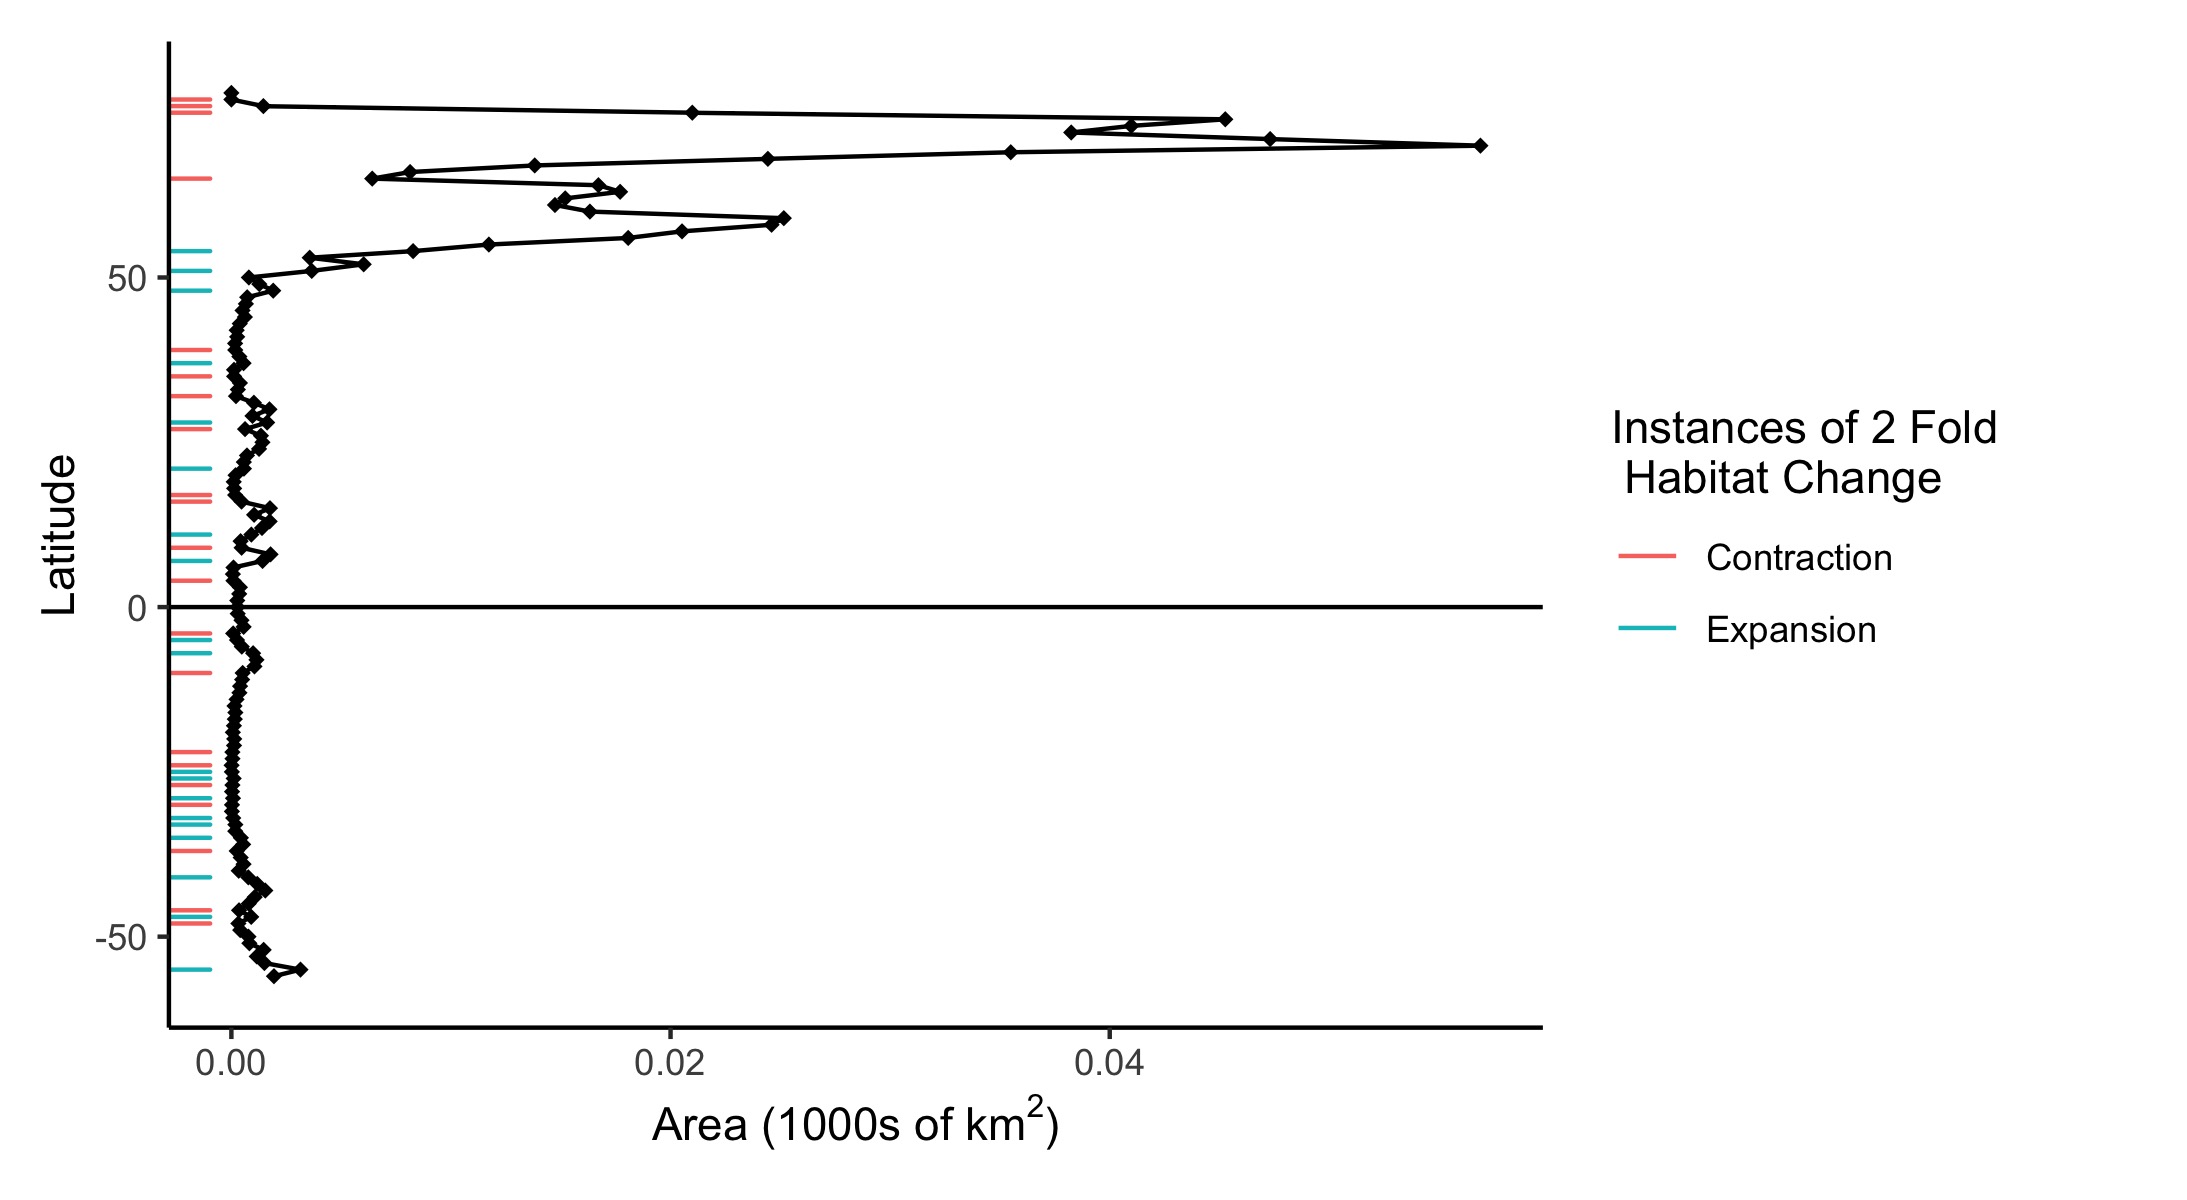 50
0
-50
Latitude
0.00
0.02
0.04
Area (1000s of km²)
Instances of 2 Fold
Habitat Change
Contraction
Expansion